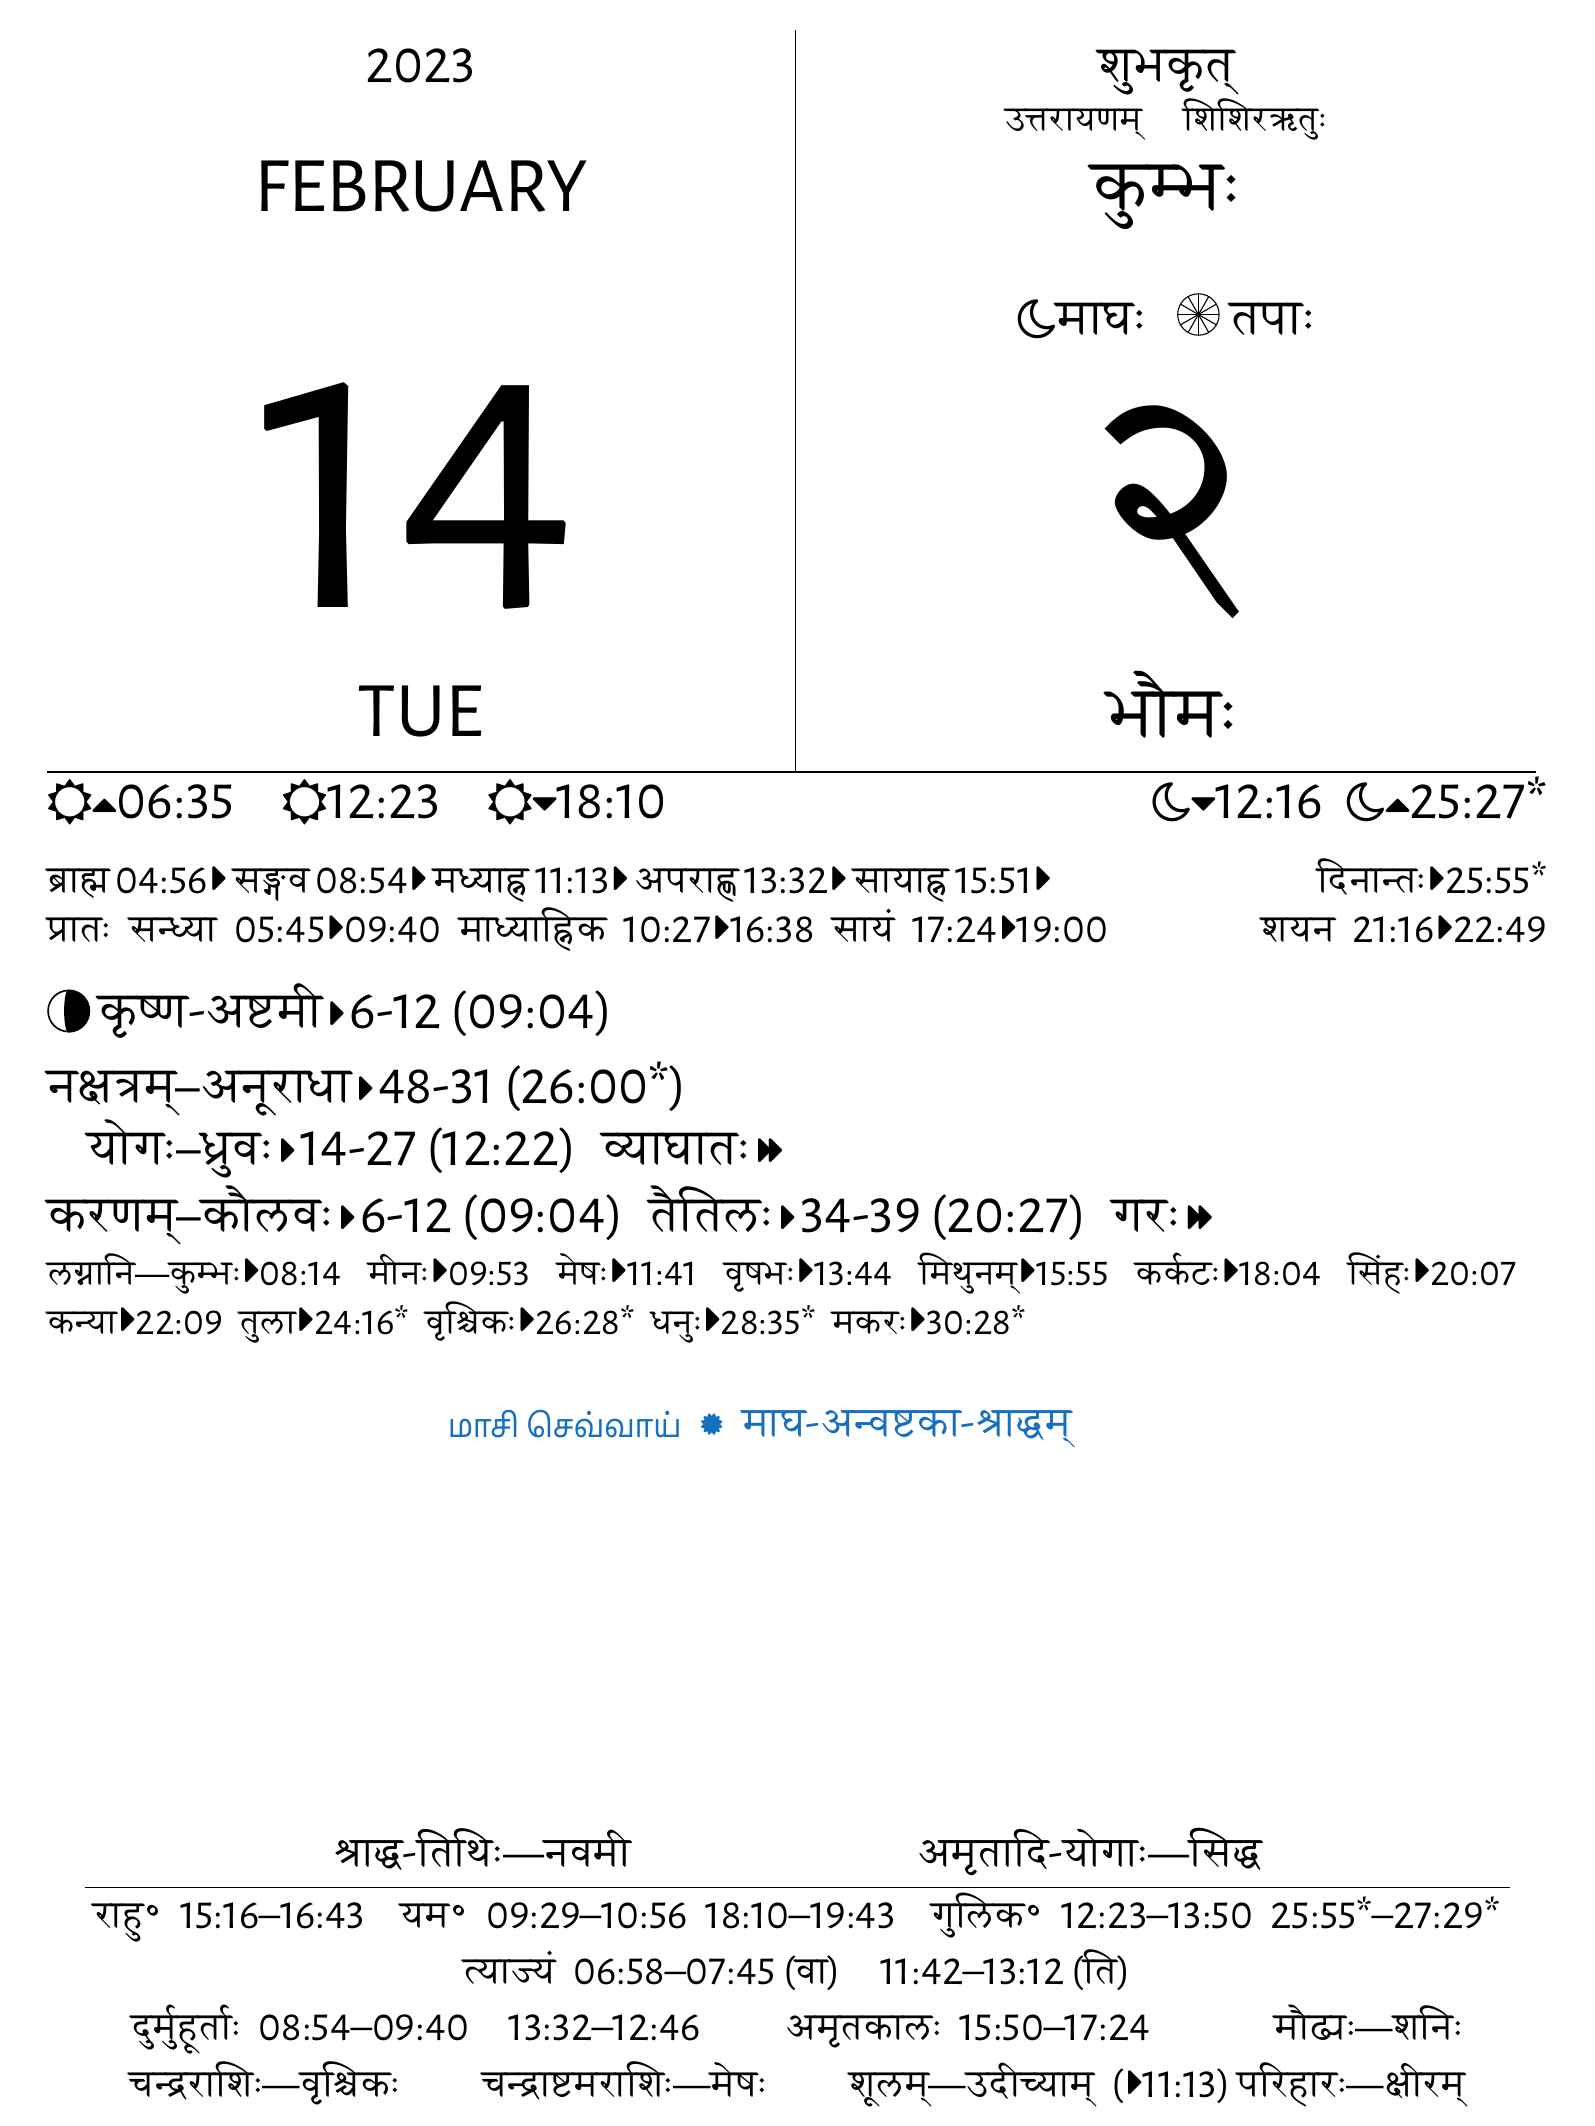 2023
FEBRUARY
14
TUE
शुभकृत्
उत्तरायणम् शिशिरऋतुः
कुम्भः
माघः तपाः
२
भौमः
06:35 12:23 18:10 12:16 25:27*
ब्राह्म 04:56 सङ्गव 08:54 मध्याह्न 11:13 अपराह्ण 13:32 सायाह्न 15:51 दिनान्तः 25:55*
प्रातः सन्ध्या 05:45 09:40 माध्याह्निक 10:27 16:38 सायं 17:24 19:00 शयन 21:16 22:49
कृष्ण-अष्टमी 6-12 (09:04)
नक्षत्रम्–अनूराधा 48-31 (26:00*)
योगः–ध्रुवः 14-27 (12:22) व्याघातः
करणम्–कौलवः 6-12 (09:04) तैतिलः 34-39 (20:27) गरः
लग्नानि—कुम्भः 08:14 मीनः 09:53 मेषः 11:41 वृषभः 13:44 मिथुनम् 15:55 कर्कटः 18:04 सिंहः 20:07
कन्या 22:09 तुला 24:16* वृश्चिकः 26:28* धनुः 28:35* मकरः 30:28*
மாசி செவ்வாய் माघ-अन्वष्टका-श्राद्धम्
श्राद्ध-तिथिः—नवमी अमृतादि-योगाः—सिद्ध
राहु॰ 15:16–16:43 यम॰ 09:29–10:56 18:10–19:43 गुलिक॰ 12:23–13:50 25:55*–27:29*
त्याज्यं 06:58–07:45 (वा) 11:42–13:12 (ति)
दुर्मुहूर्ताः 08:54–09:40 13:32–12:46 अमृतकालः 15:50–17:24 मौढ्यः—शनिः
चन्द्रराशिः—वृश्चिकः चन्द्राष्टमराशिः—मेषः शूलम्—उदीच्याम् (11:13) परिहारः—क्षीरम्